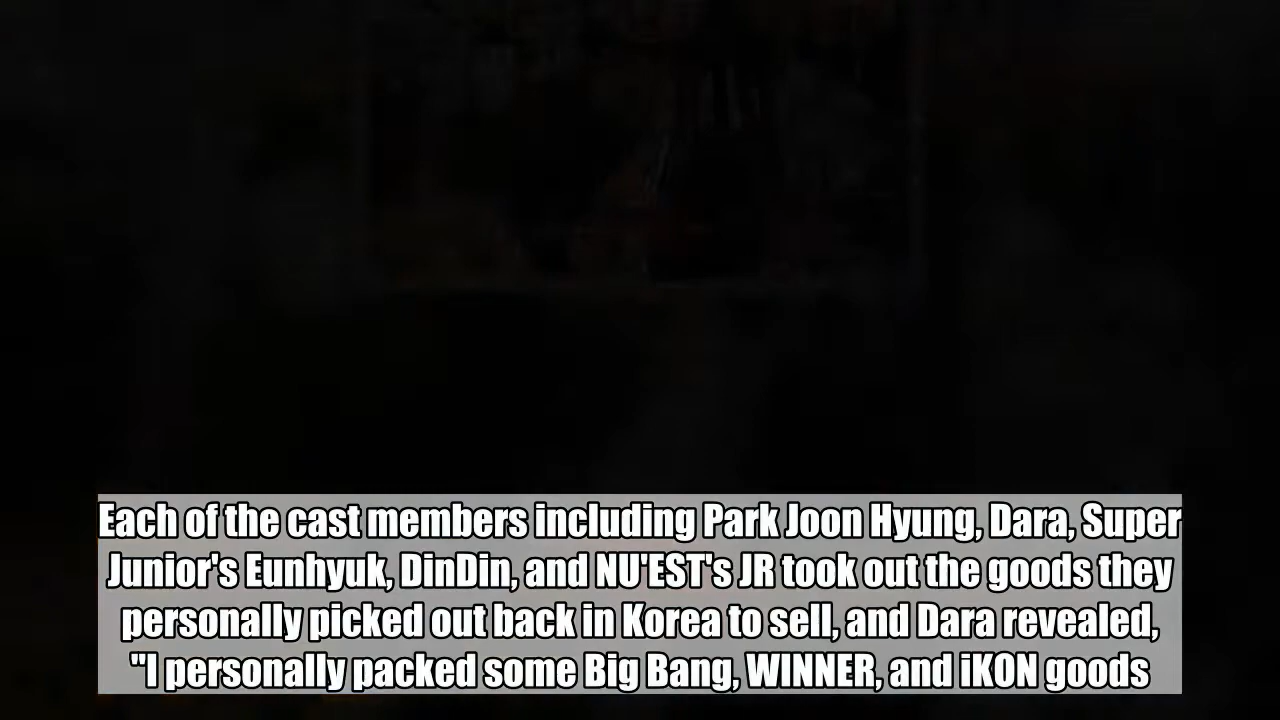 Each of the cast members including Park Joon Hyung, Dara, Super
Junior's Eunhyuk, DinDin, and NU'EST's JR took out the goods they
personally picked out back in Korea to sell, and Dara revealed,
"I personally packed some Big Bang, WINNER, and iKON goods